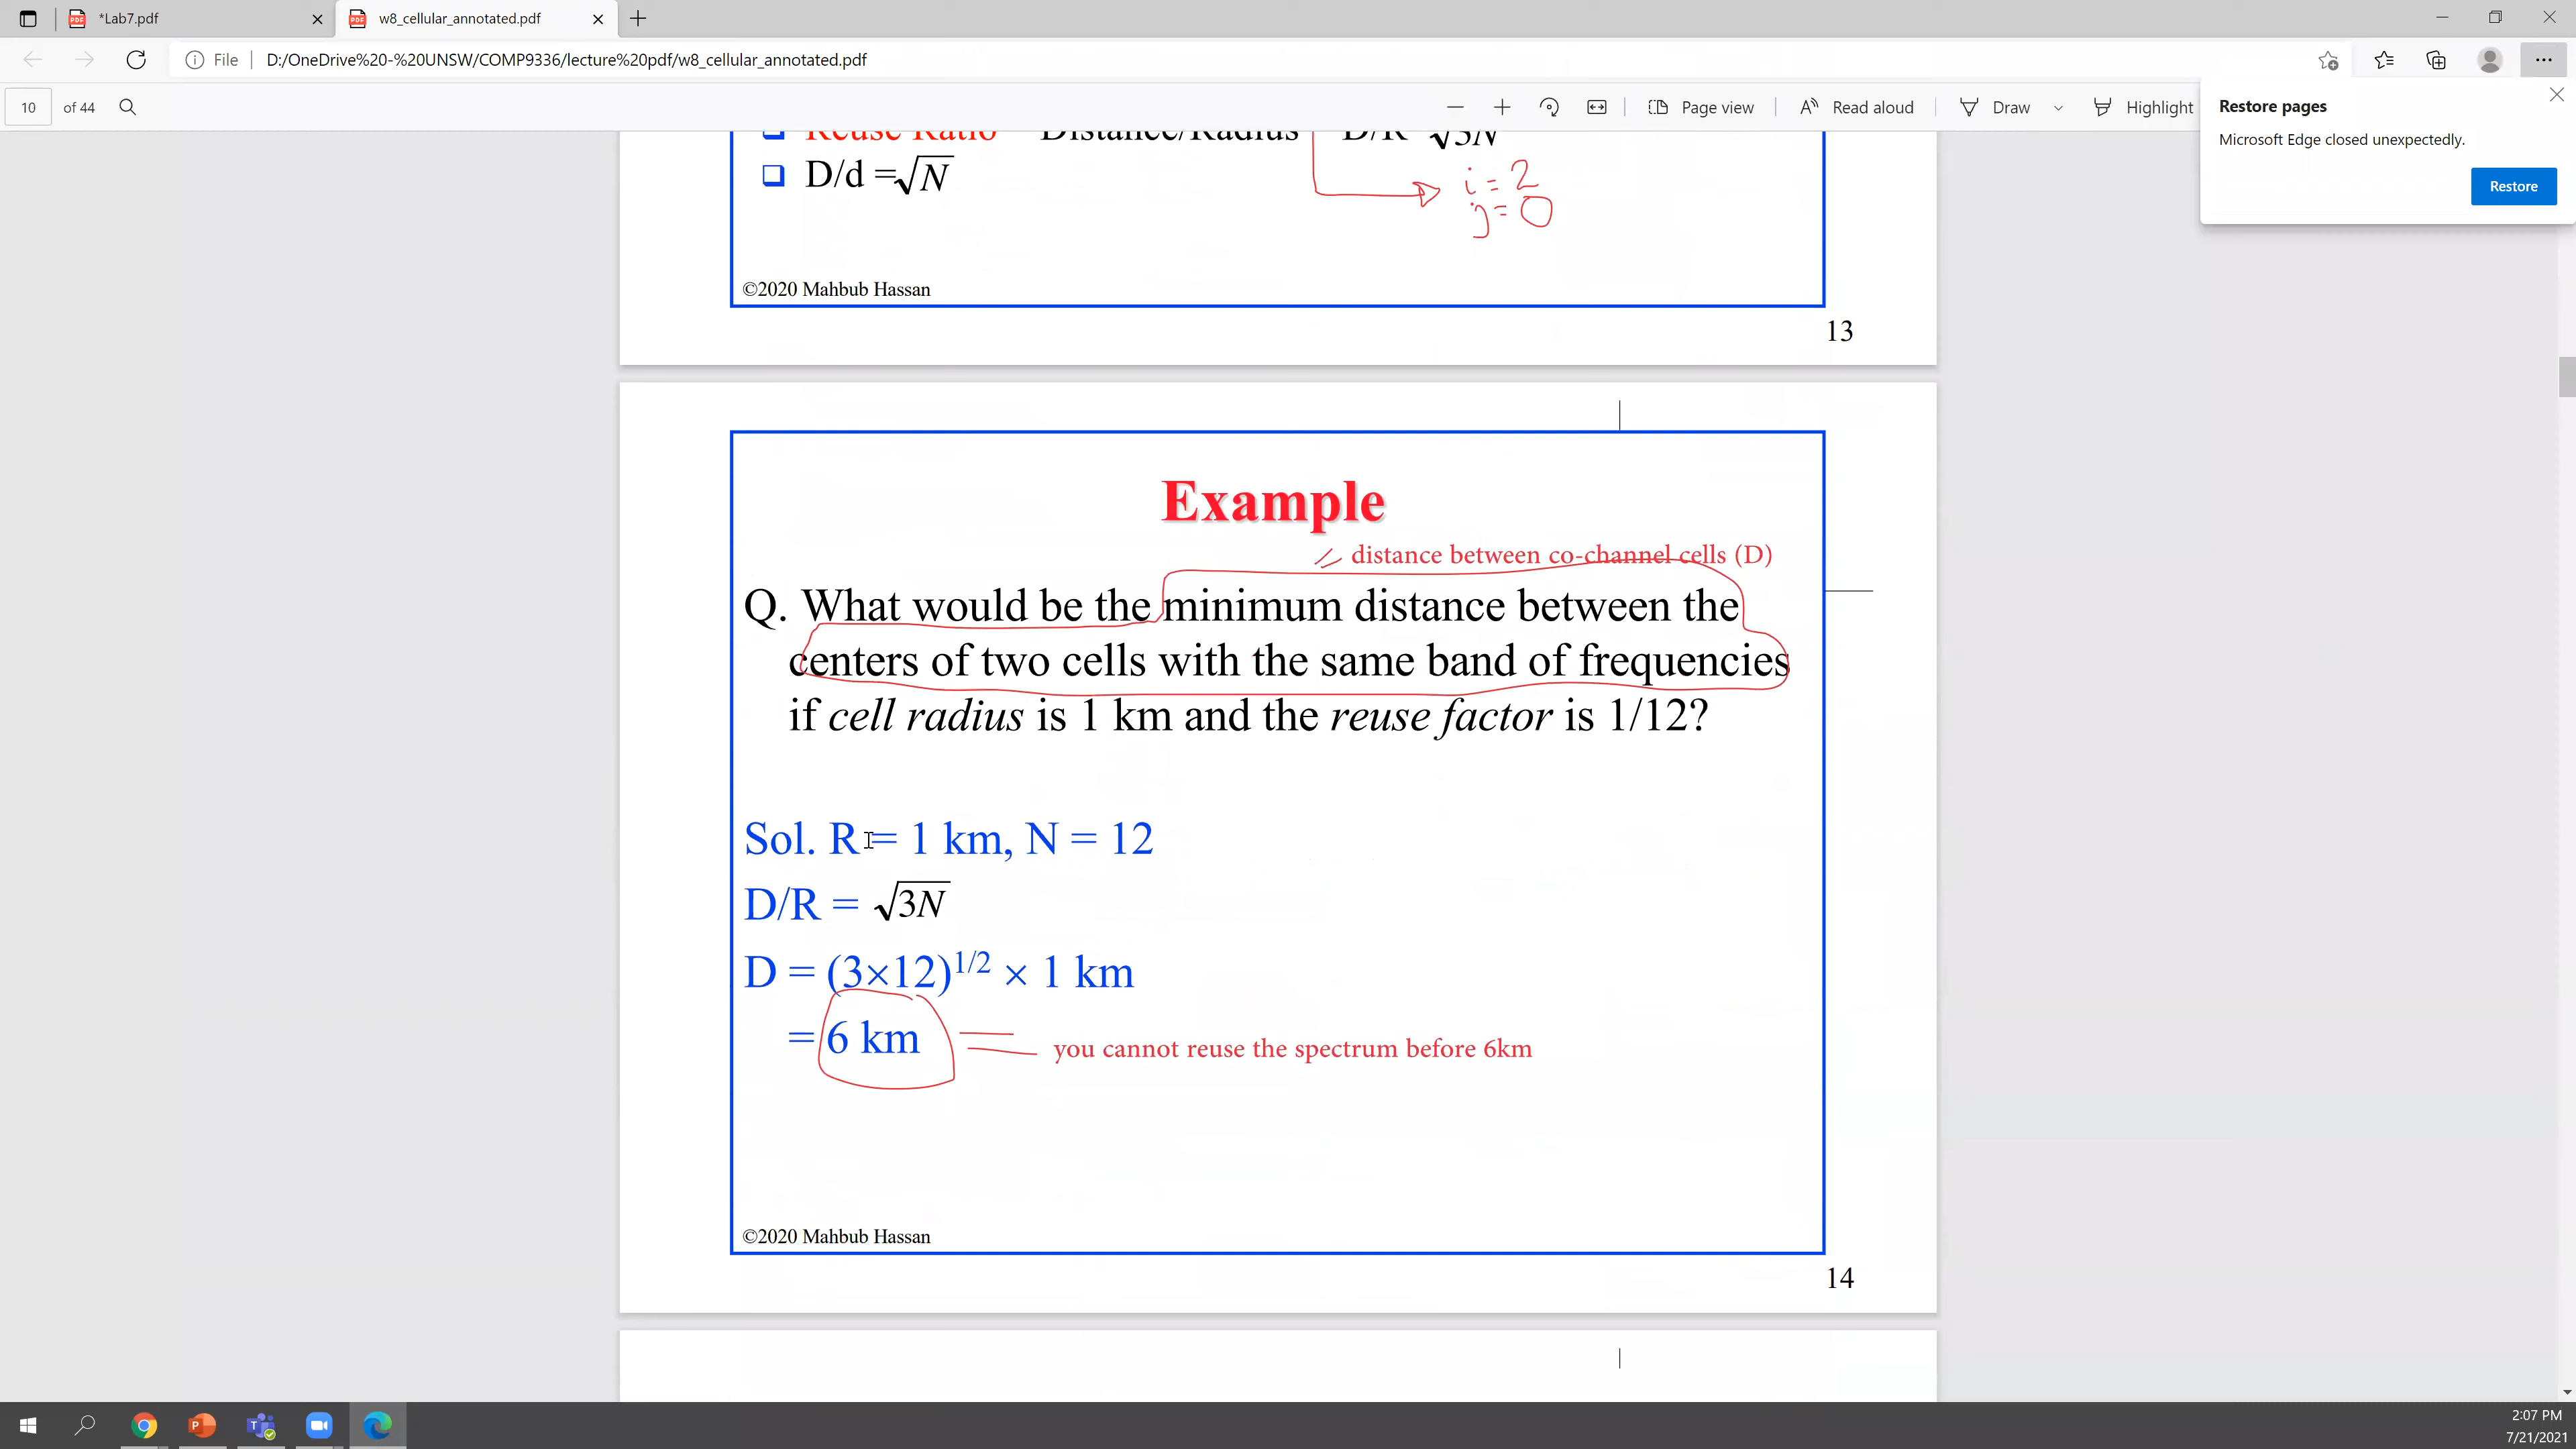 *Lab7.pdf
w8_cellular_annotated.pdf
File
D:/OneDrive%20-%20UNSW/COMP9336/lecture%20pdf/w8_cellular_annotated.pdf
10 of 44
Page view
Read aloud
Draw
Highlight
Restore pages
Microsoft Edge closed unexpectedly.
Restore
Reuse Ratio Distance/Radius D/R √3N
D/d =√N
i = 2
j = 0
©2020 Mahbub Hassan
13
Example
distance between co-channel cells (D)
Q. What would be the minimum distance between the
centers of two cells with the same band of frequencies
if cell radius is 1 km and the reuse factor is 1/12?
Sol. R = 1 km, N = 12
D/R = √3N
D = (3×12)^1/2 × 1 km
= 6 km
you cannot reuse the spectrum before 6km
©2020 Mahbub Hassan
14
2:07 PM
7/21/2021